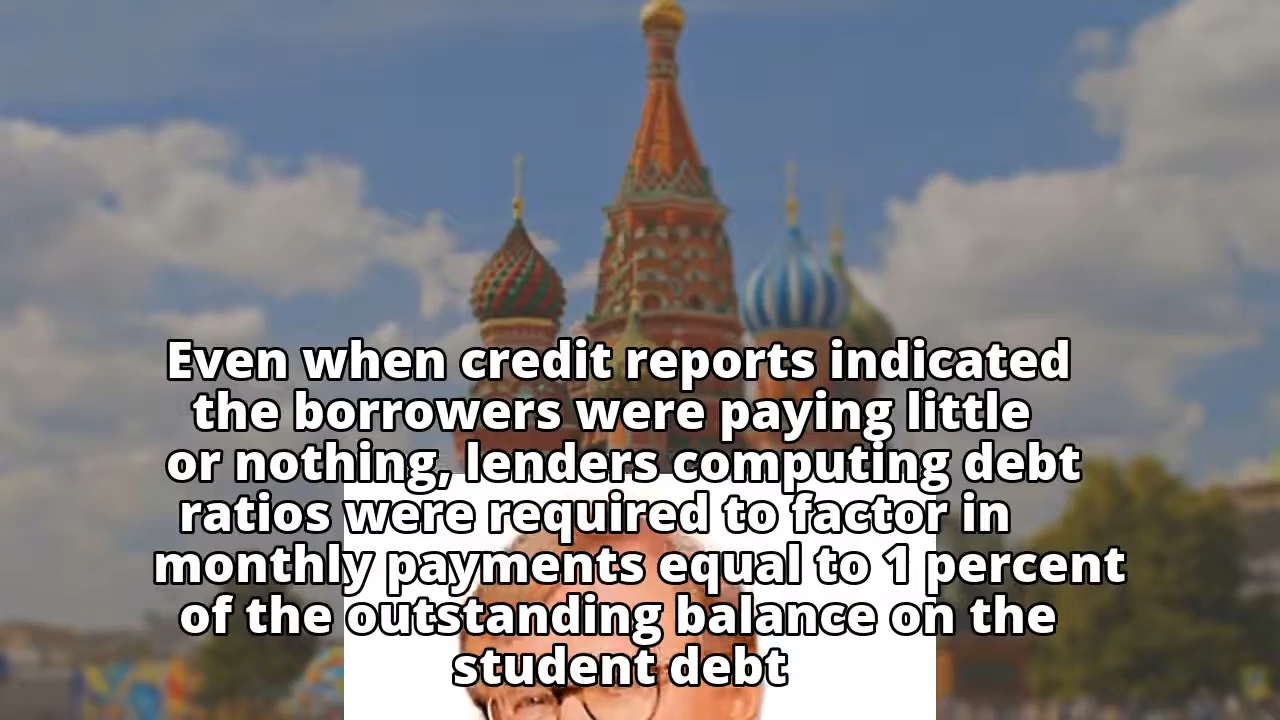 Even when credit reports indicated
the borrowers were paying little
or nothing, lenders computing debt
ratios were required to factor in
monthly payments equal to 1 percent
of the outstanding balance on the
student debt